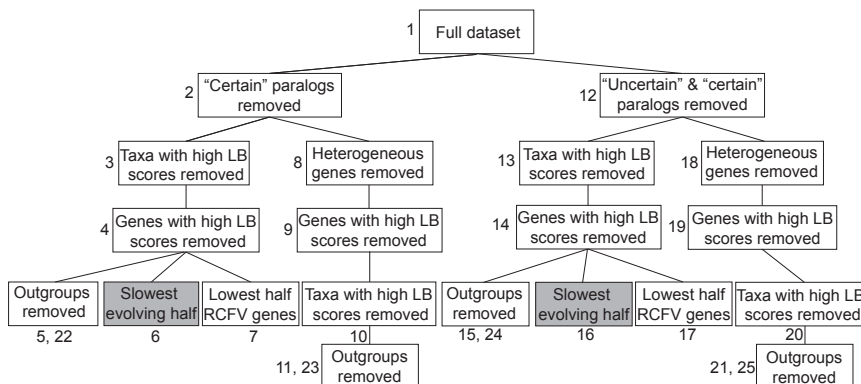 1 Full dataset
2 "Certain" paralogs
removed
12 "Uncertain" & "certain"
paralogs removed
3 Taxa with high LB
scores removed
8 Heterogeneous
genes removed
13 Taxa with high LB
scores removed
18 Heterogeneous
genes removed
4 Genes with high LB
scores removed
9 Genes with high LB
scores removed
14 Genes with high LB
scores removed
19 Genes with high LB
scores removed
Outgroups
removed
5, 22
Slowest
evolving half
6
Lowest half
RCFV genes
7
Taxa with high LB
scores removed
10
Outgroups
removed
15, 24
Slowest
evolving half
16
Lowest half
RCFV genes
17
Taxa with high LB
scores removed
20
11, 23 Outgroups
removed
21, 25 Outgroups
removed